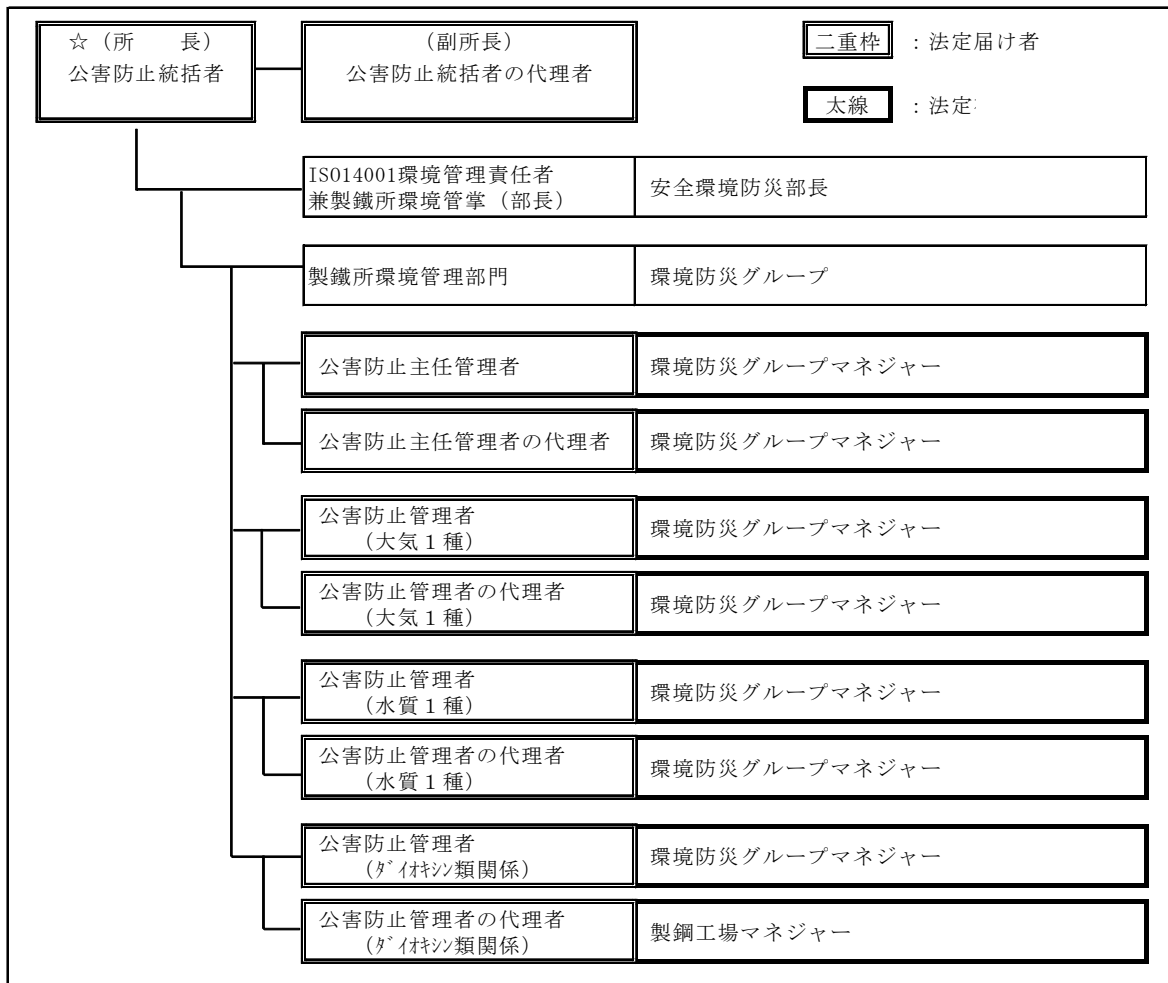 ☆（所　　長）
公害防止統括者
（副所長）
公害防止統括者の代理者
二重枠 ：法定届け者
太線 ：法定
ISO14001環境管理責任者
兼製鐵所環境管掌（部長）
安全環境防災部長
製鐵所環境管理部門
環境防災グループ
公害防止主任管理者
環境防災グループマネジャー
公害防止主任管理者の代理者
環境防災グループマネジャー
公害防止管理者
（大気１種）
環境防災グループマネジャー
公害防止管理者の代理者
（大気１種）
環境防災グループマネジャー
公害防止管理者
（水質１種）
環境防災グループマネジャー
公害防止管理者の代理者
（水質１種）
環境防災グループマネジャー
公害防止管理者
（ﾀﾞｲｵｷｼﾝ類関係）
環境防災グループマネジャー
公害防止管理者の代理者
（ﾀﾞｲｵｷｼﾝ類関係）
製鋼工場マネジャー